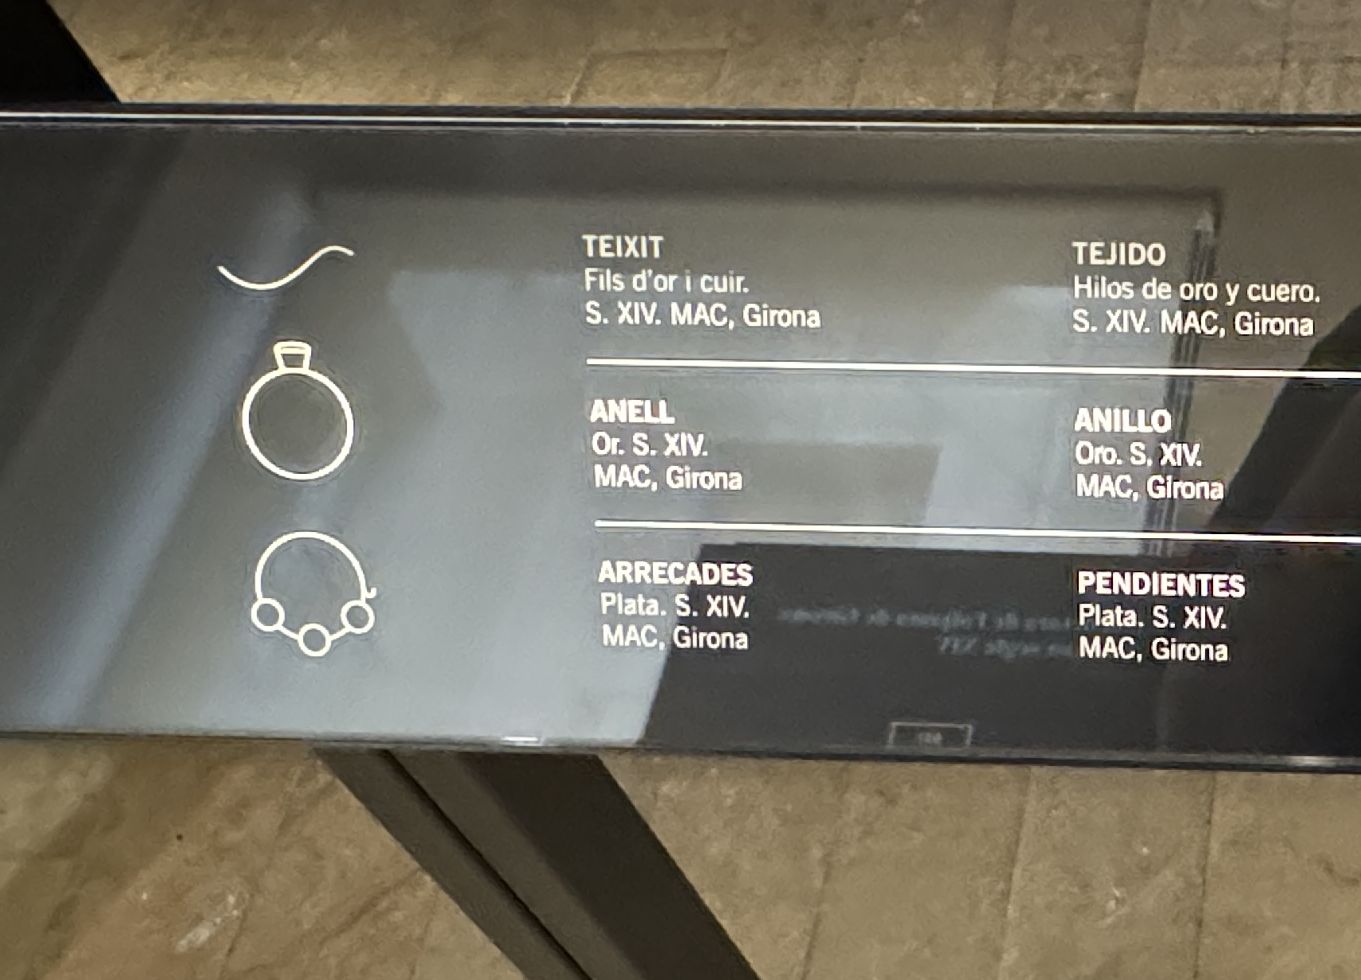 TEIXIT
Fils d'or i cuir.
S. XIV. MAC, Girona
TEJIDO
Hilos de oro y cuero.
S. XIV. MAC, Girona
ANELL
Or. S. XIV.
MAC, Girona
ANILLO
Oro. S. XIV.
MAC, Girona
ARRECADES
Plata. S. XIV.
MAC, Girona
PENDIENTES
Plata. S. XIV.
MAC, Girona